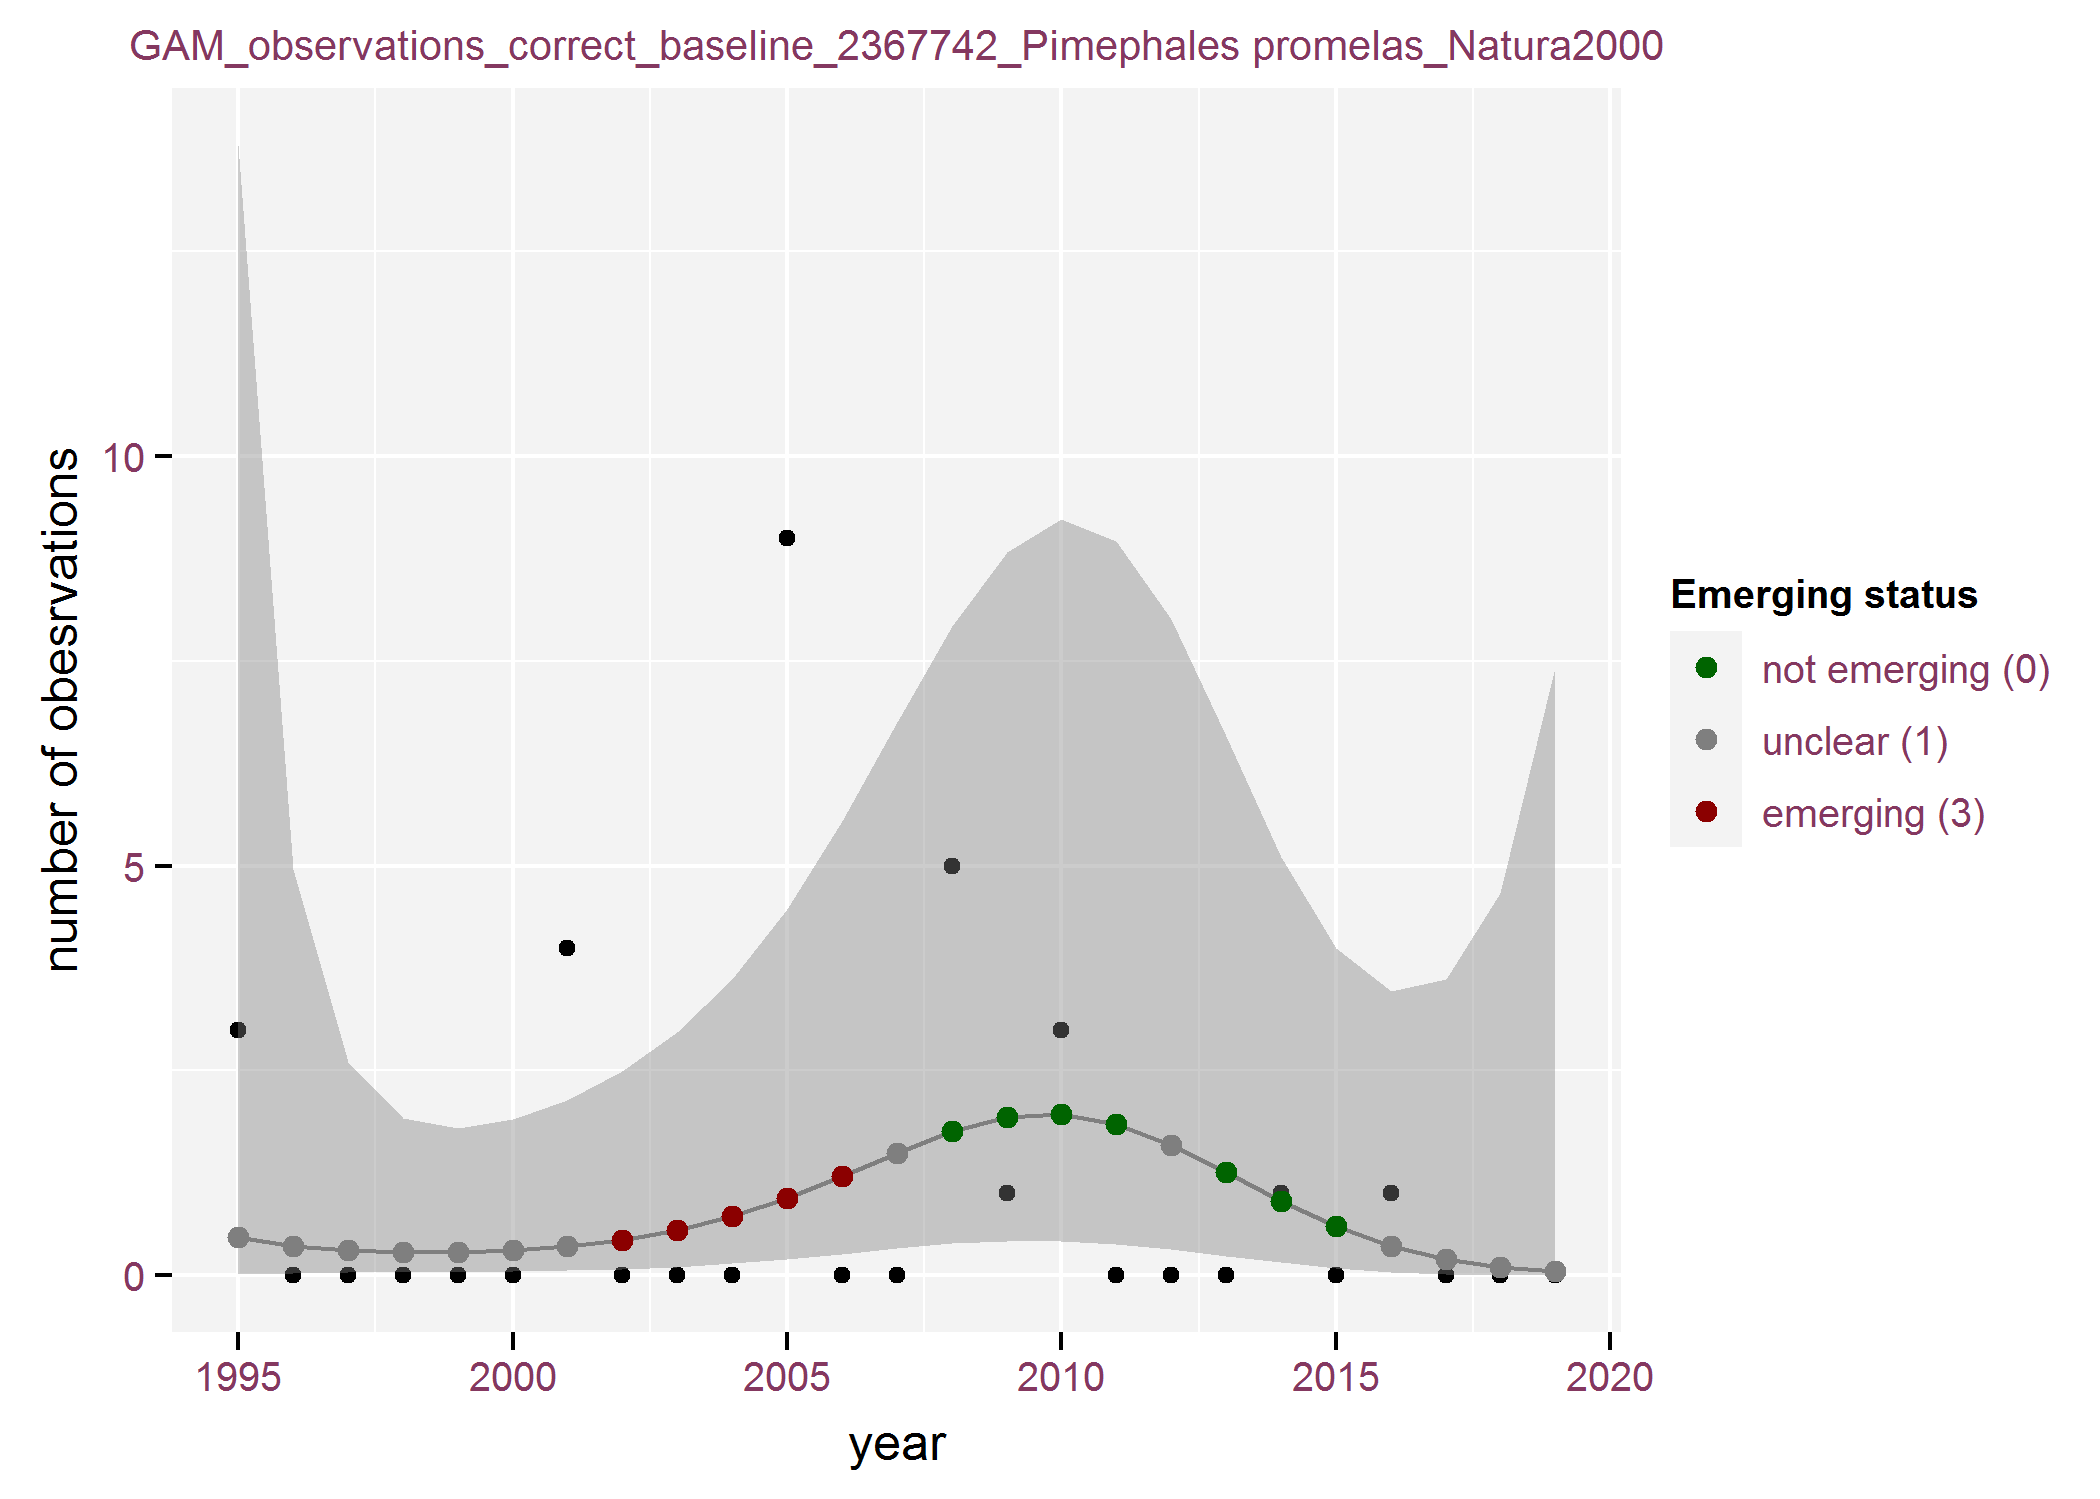 GAM_observations_correct_baseline_2367742_Pimephales promelas_Natura2000
number of obesrvations
10
5
0
1995 2000 2005 2010 2015 2020
year
Emerging status
not emerging (0)
unclear (1)
emerging (3)